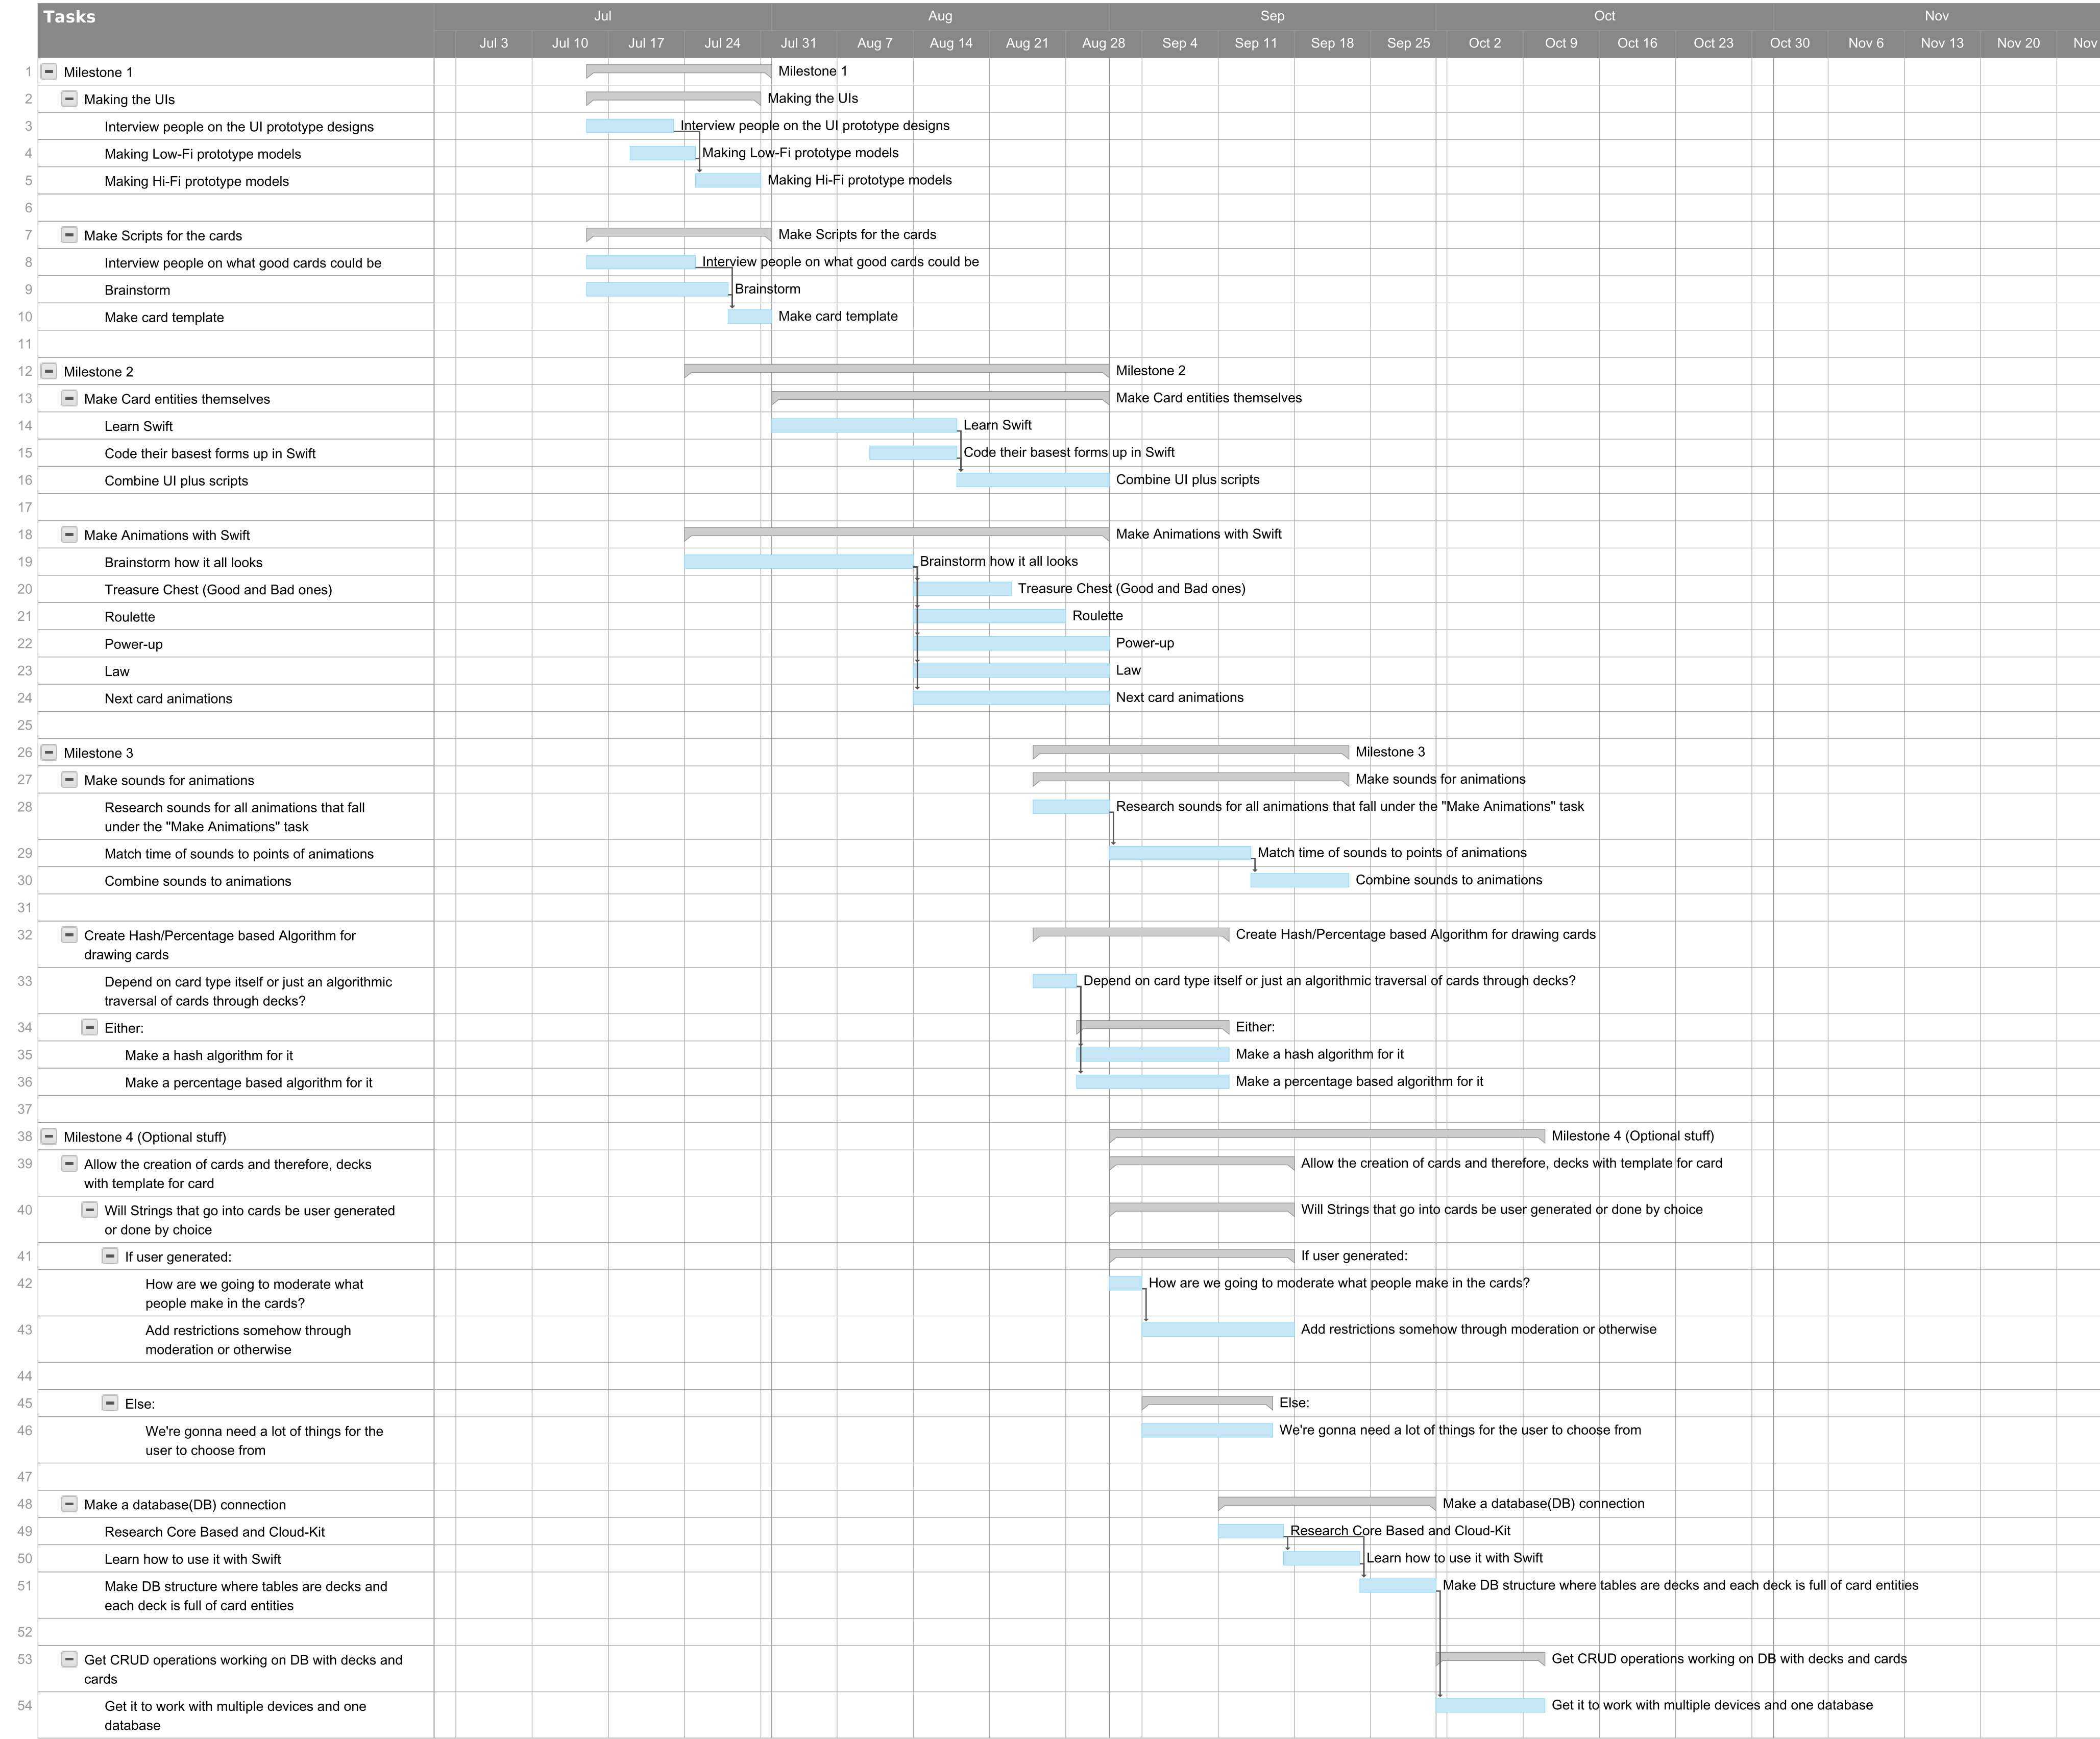 Tasks
Jul Aug Sep Oct Nov
Jul 3 Jul 10 Jul 17 Jul 24 Jul 31 Aug 7 Aug 14 Aug 21 Aug 28 Sep 4 Sep 11 Sep 18 Sep 25 Oct 2 Oct 9 Oct 16 Oct 23 Oct 30 Nov 6 Nov 13 Nov 20 Nov
1 Milestone 1 Milestone 1
2 Making the UIs Making the UIs
3 Interview people on the UI prototype designs Interview people on the UI prototype designs
4 Making Low-Fi prototype models Making Low-Fi prototype models
5 Making Hi-Fi prototype models Making Hi-Fi prototype models
6
7 Make Scripts for the cards Make Scripts for the cards
8 Interview people on what good cards could be Interview people on what good cards could be
9 Brainstorm Brainstorm
10 Make card template Make card template
11
12 Milestone 2 Milestone 2
13 Make Card entities themselves Make Card entities themselves
14 Learn Swift Learn Swift
15 Code their basest forms up in Swift Code their basest forms up in Swift
16 Combine UI plus scripts Combine UI plus scripts
17
18 Make Animations with Swift Make Animations with Swift
19 Brainstorm how it all looks Brainstorm how it all looks
20 Treasure Chest (Good and Bad ones) Treasure Chest (Good and Bad ones)
21 Roulette Roulette
22 Power-up Power-up
23 Law Law
24 Next card animations Next card animations
25
26 Milestone 3 Milestone 3
27 Make sounds for animations Make sounds for animations
28 Research sounds for all animations that fall Research sounds for all animations that fall under the "Make Animations" task
under the "Make Animations" task
29 Match time of sounds to points of animations Match time of sounds to points of animations
30 Combine sounds to animations Combine sounds to animations
31
32 Create Hash/Percentage based Algorithm for Create Hash/Percentage based Algorithm for drawing cards
drawing cards
33 Depend on card type itself or just an algorithmic Depend on card type itself or just an algorithmic traversal of cards through decks?
traversal of cards through decks?
34 Either: Either:
35 Make a hash algorithm for it Make a hash algorithm for it
36 Make a percentage based algorithm for it Make a percentage based algorithm for it
37
38 Milestone 4 (Optional stuff) Milestone 4 (Optional stuff)
39 Allow the creation of cards and therefore, decks Allow the creation of cards and therefore, decks with template for card
with template for card
40 Will Strings that go into cards be user generated Will Strings that go into cards be user generated or done by choice
or done by choice
41 If user generated: If user generated:
42 How are we going to moderate what How are we going to moderate what people make in the cards?
people make in the cards?
43 Add restrictions somehow through Add restrictions somehow through moderation or otherwise
moderation or otherwise
44
45 Else: Else:
46 We're gonna need a lot of things for the We're gonna need a lot of things for the user to choose from
user to choose from
47
48 Make a database(DB) connection Make a database(DB) connection
49 Research Core Based and Cloud-Kit Research Core Based and Cloud-Kit
50 Learn how to use it with Swift Learn how to use it with Swift
51 Make DB structure where tables are decks and Make DB structure where tables are decks and each deck is full of card entities
each deck is full of card entities
52
53 Get CRUD operations working on DB with decks and Get CRUD operations working on DB with decks and cards
cards
54 Get it to work with multiple devices and one Get it to work with multiple devices and one database
database